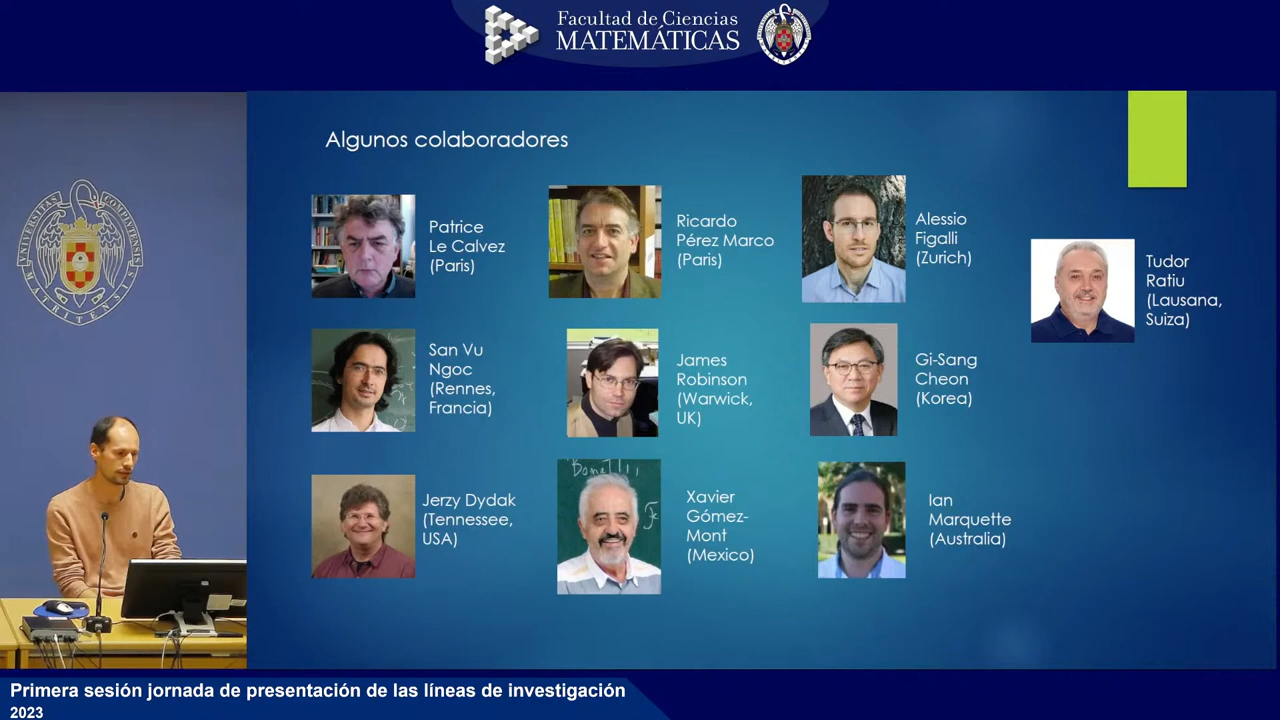 Facultad de Ciencias
MATEMÁTICAS
Algunos colaboradores
Patrice
Le Calvez
(Paris)
Ricardo
Pérez Marco
(Paris)
Alessio
Figalli
(Zurich)
Tudor
Ratiu
(Lausana,
Suiza)
San Vu
Ngoc
(Rennes,
Francia)
James
Robinson
(Warwick,
UK)
Gi-Sang
Cheon
(Korea)
Jerzy Dydak
(Tennessee,
USA)
Xavier
Gómez-
Mont
(Mexico)
Ian
Marquette
(Australia)
Primera sesión jornada de presentación de las líneas de investigación
2023